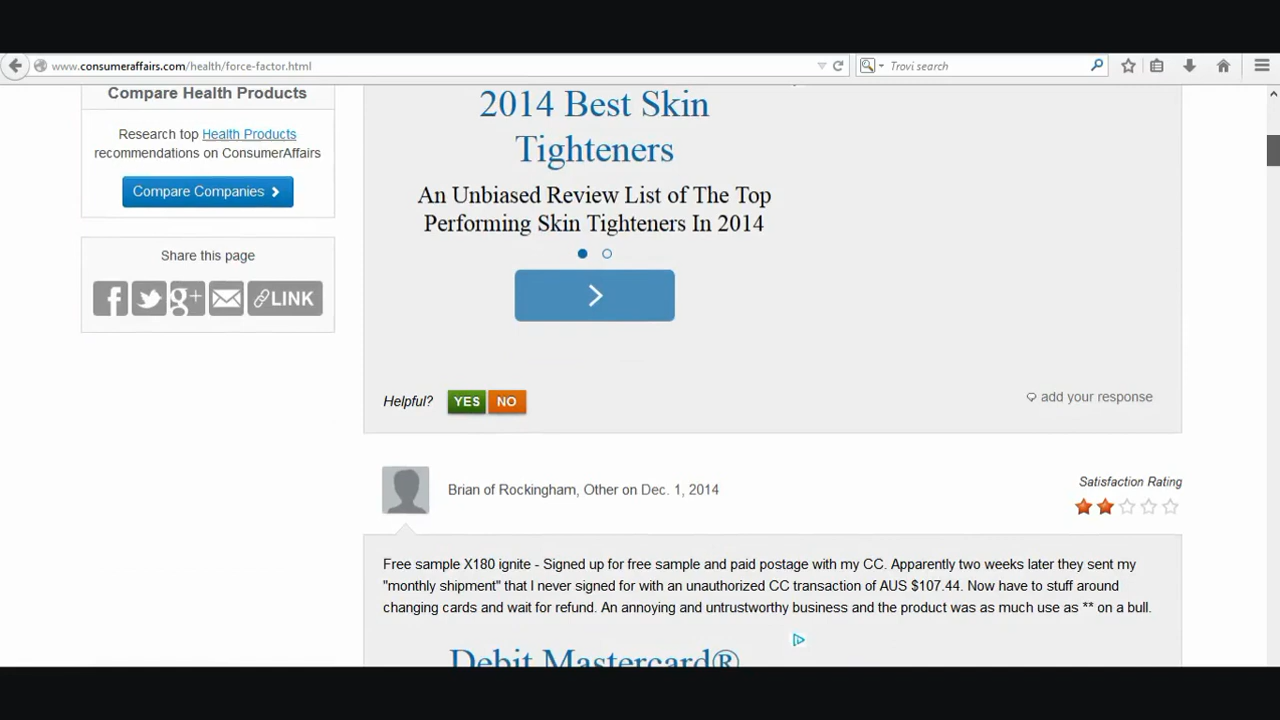 www.consumeraffairs.com/health/force-factor.html
Trovi search
Compare Health Products
Research top Health Products
recommendations on ConsumerAffairs
Compare Companies
Share this page
LINK
2014 Best Skin
Tighteners
An Unbiased Review List of The Top
Performing Skin Tighteners In 2014
Helpful? YES NO
add your response
Brian of Rockingham, Other on Dec. 1, 2014
Satisfaction Rating
Free sample X180 ignite - Signed up for free sample and paid postage with my CC. Apparently two weeks later they sent my
"monthly shipment" that I never signed for with an unauthorized CC transaction of AUS $107.44. Now have to stuff around
changing cards and wait for refund. An annoying and untrustworthy business and the product was as much use as ** on a bull.
Debit Mastercard®